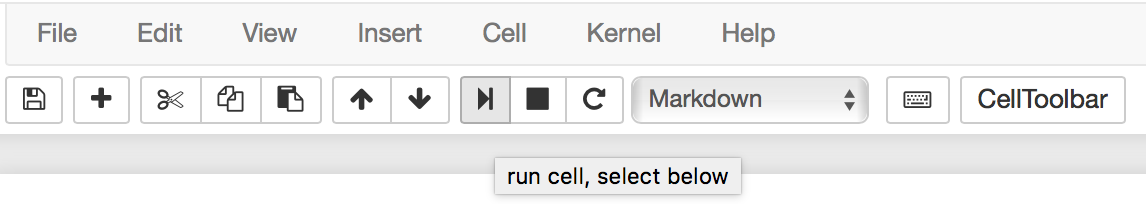 File Edit View Insert Cell Kernel Help
Markdown CellToolbar
run cell, select below